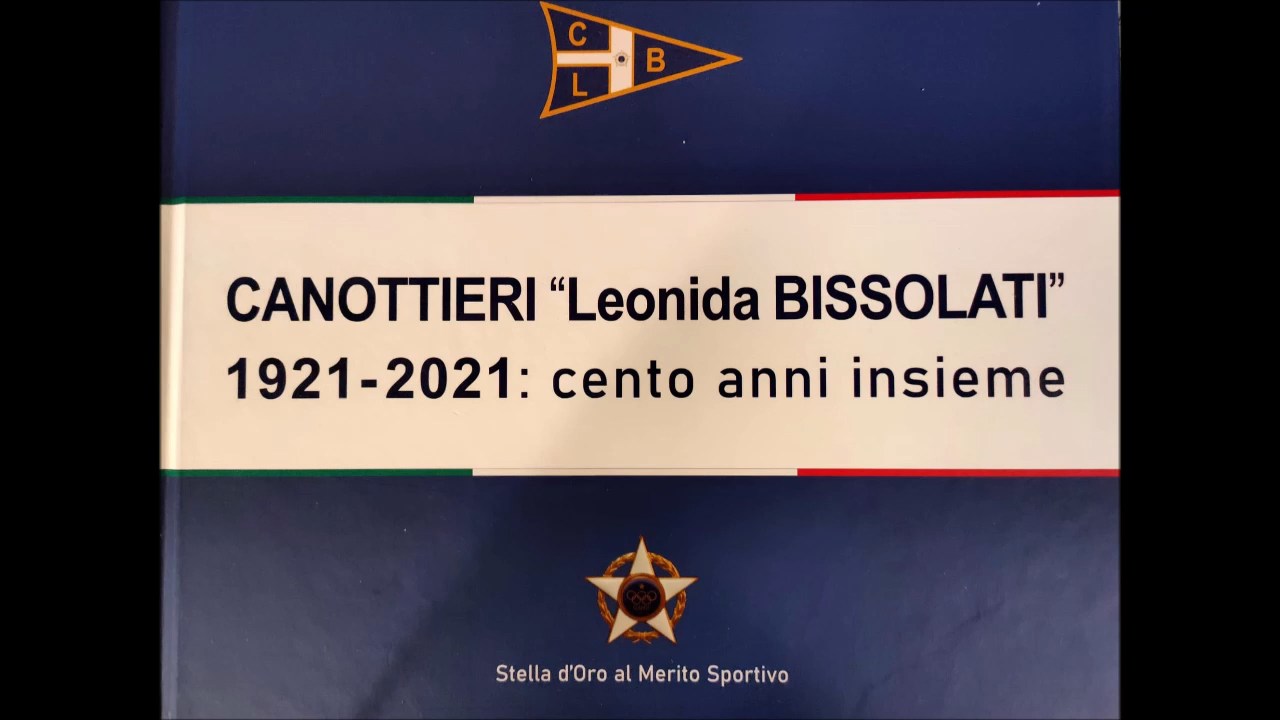 C
B
L
CANOTTIERI “Leonida BISSOLATI”
1921-2021: cento anni insieme
Stella d'Oro al Merito Sportivo